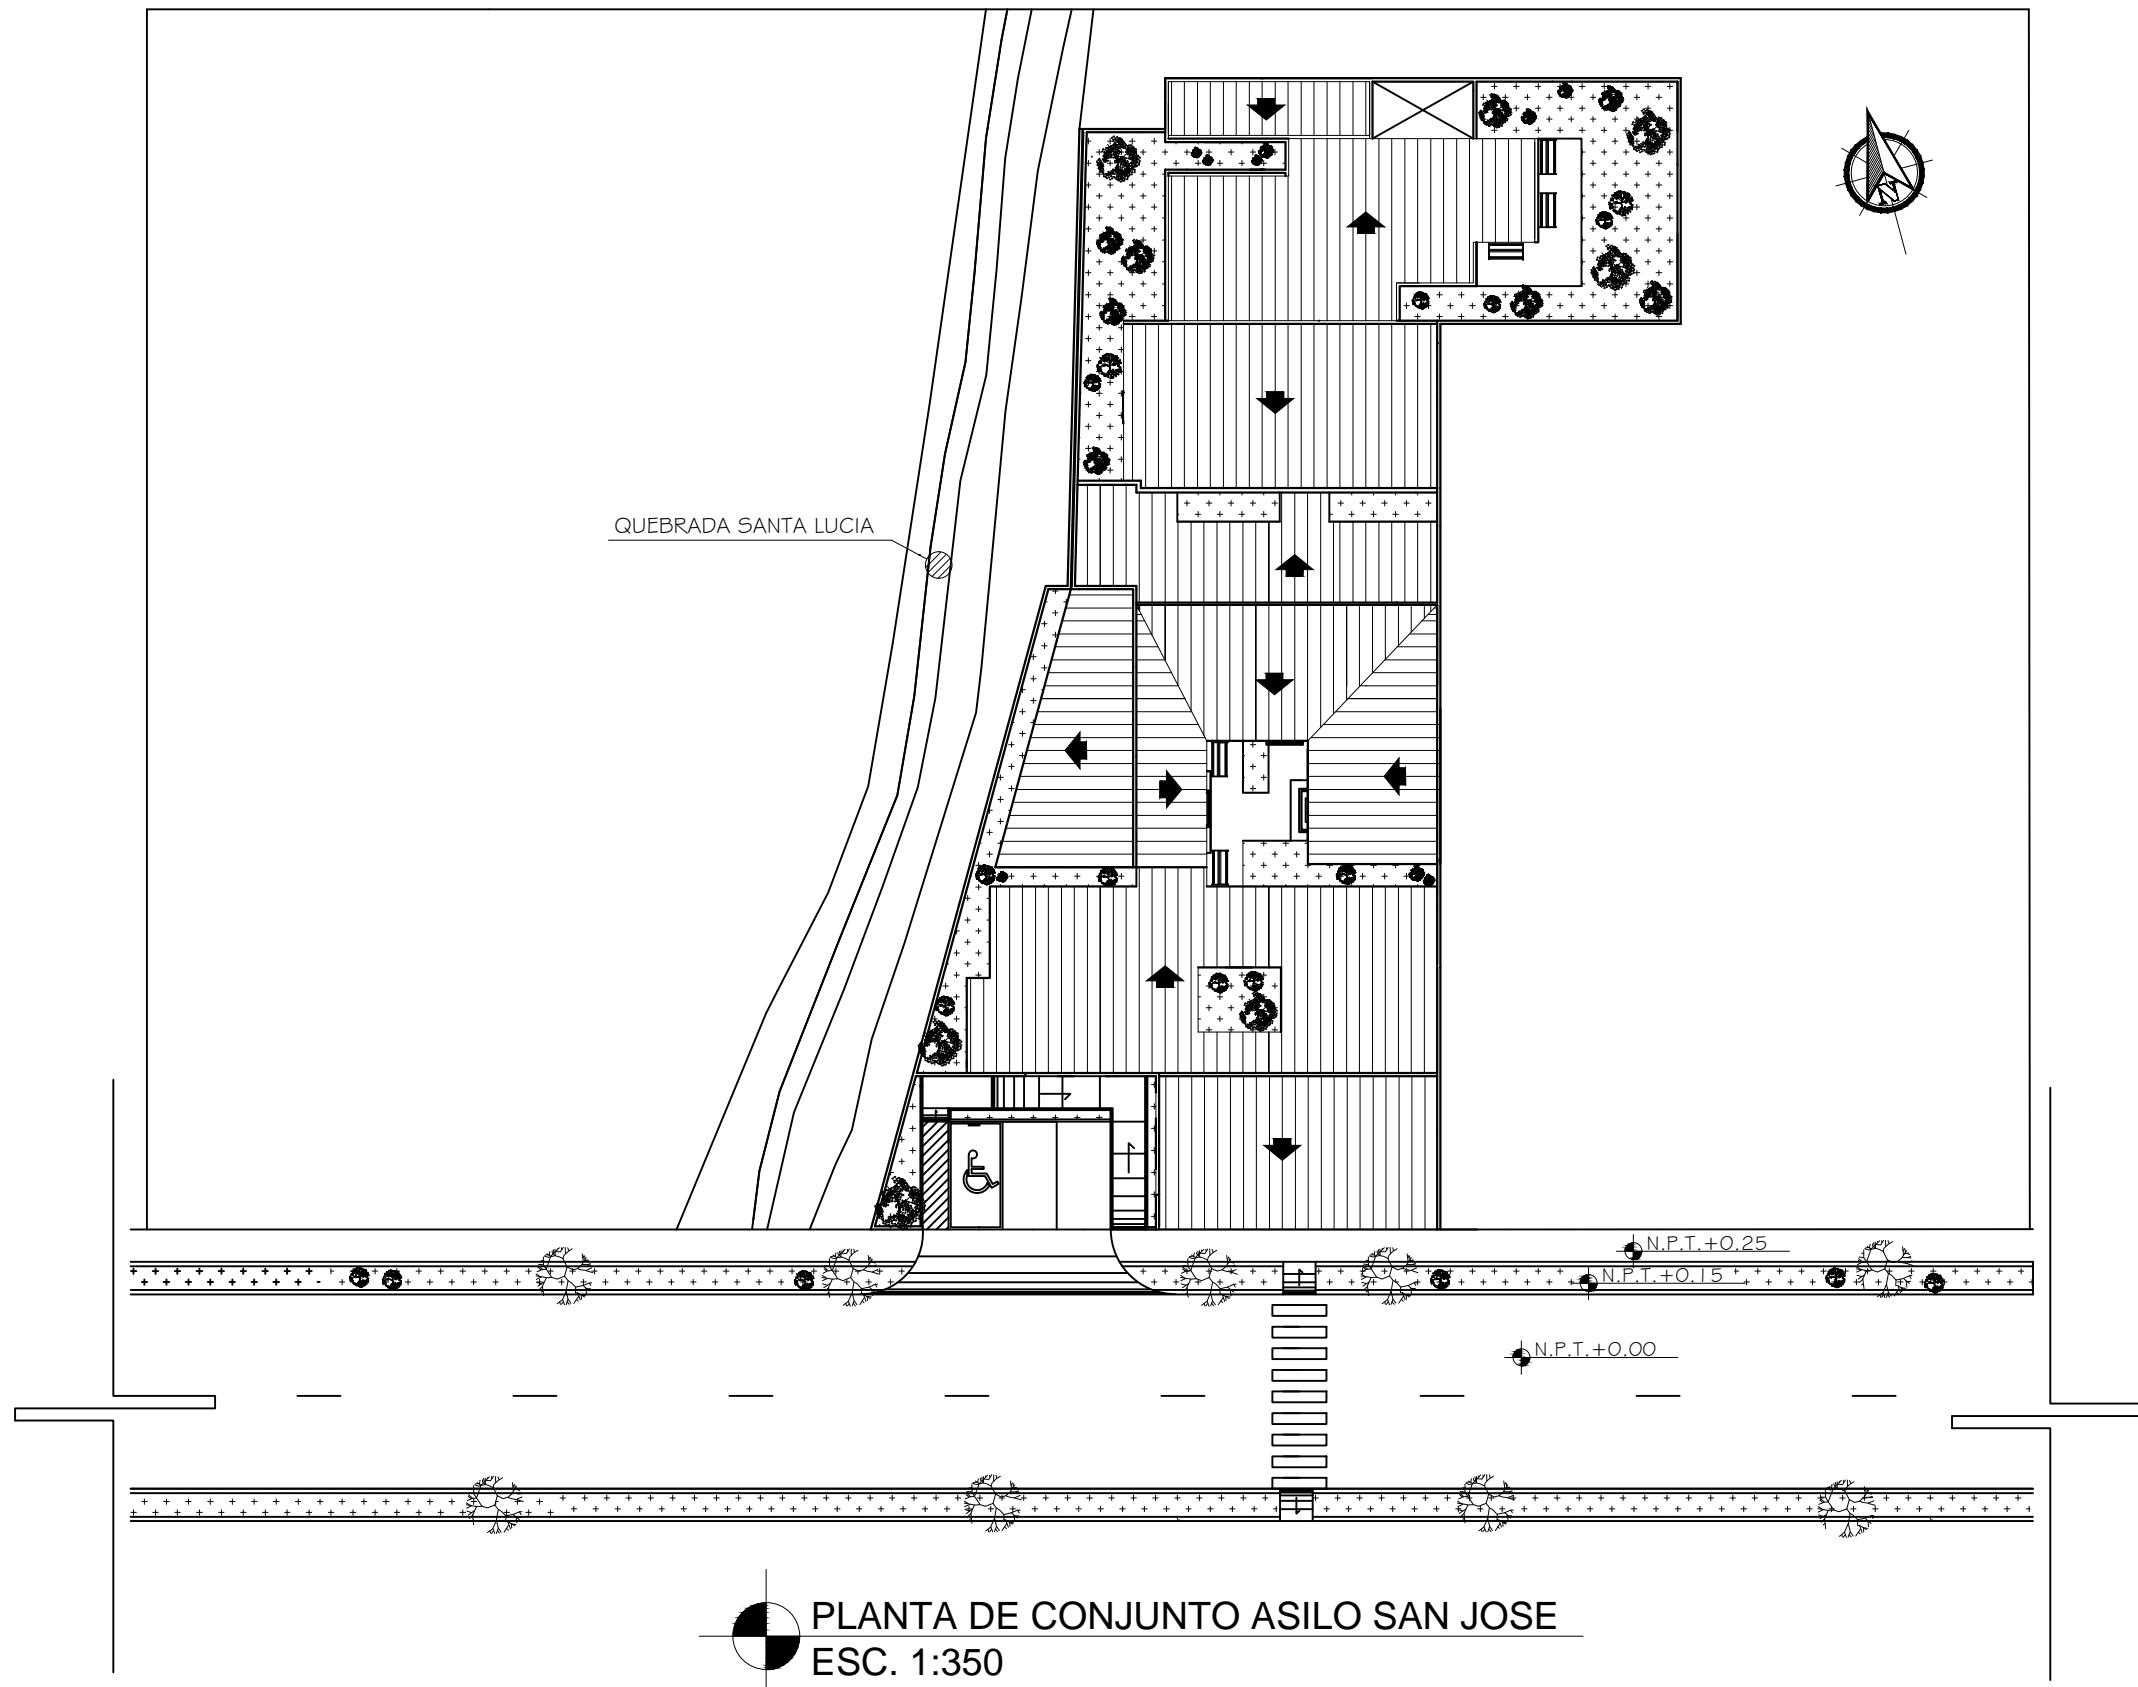 N
QUEBRADA SANTA LUCIA
N.P.T.+0.25
N.P.T.+0.15
N.P.T.+0.00
PLANTA DE CONJUNTO ASILO SAN JOSE
ESC. 1:350